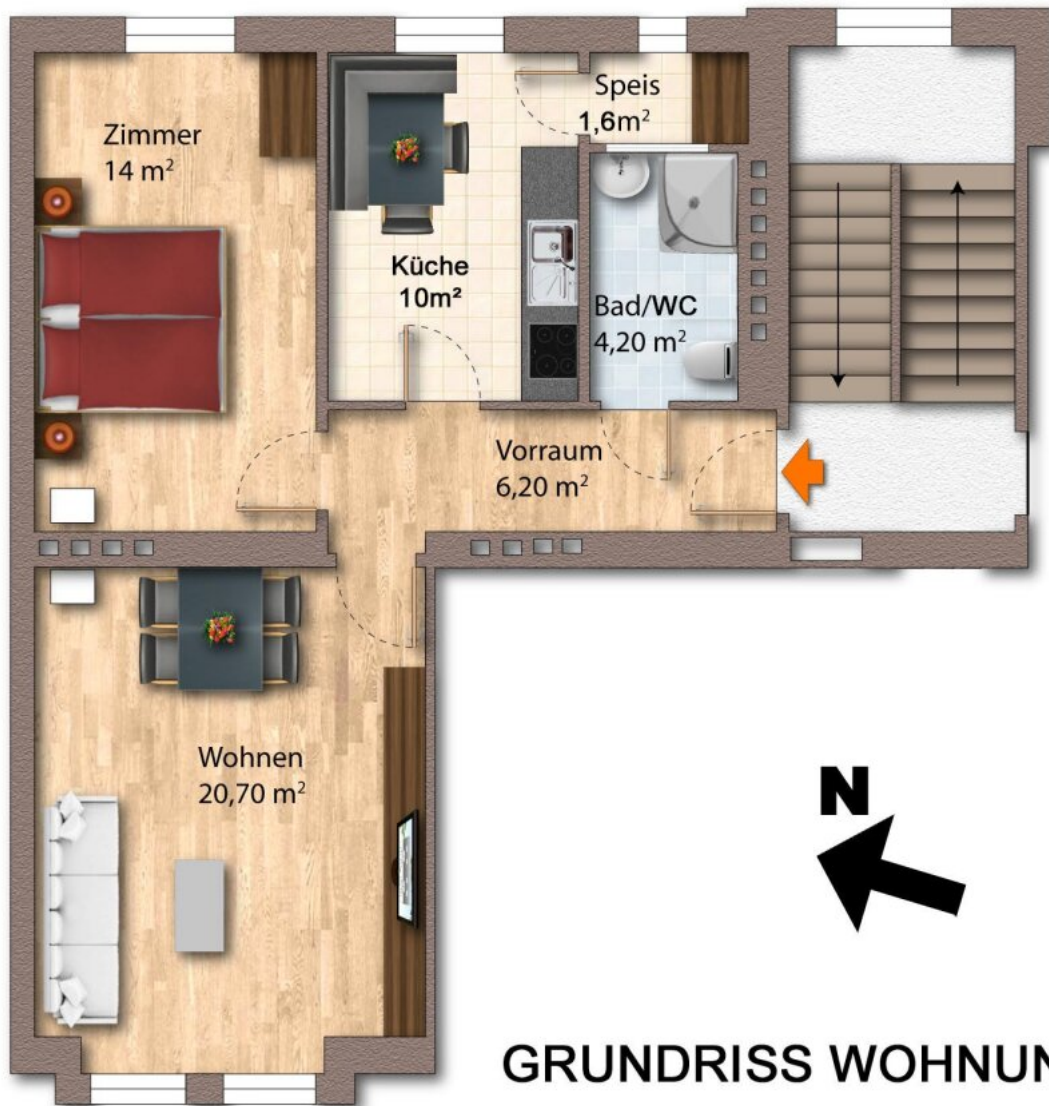 Zimmer
14 m²
Speis
1,6m²
Küche
10m²
Bad/WC
4,20 m²
Vorraum
6,20 m²
Wohnen
20,70 m²
N
GRUNDRISS